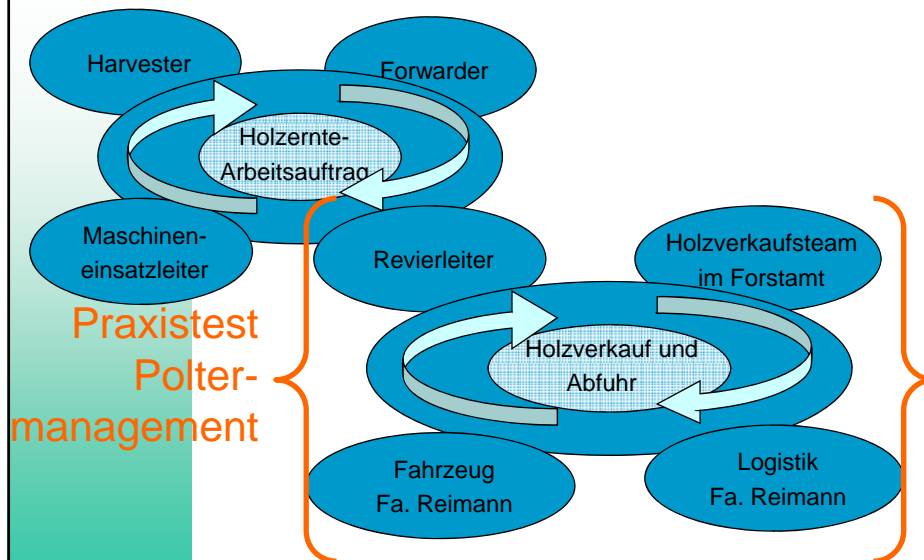 Harvester
Forwarder
Holzernte-
Arbeitsauftrag
Maschinen-
einsatzleiter
Revierleiter
Holzverkaufsteam
im Forstamt
Praxistest
Polter-
management
Holzverkauf und
Abfuhr
Fahrzeug
Fa. Reimann
Logistik
Fa. Reimann